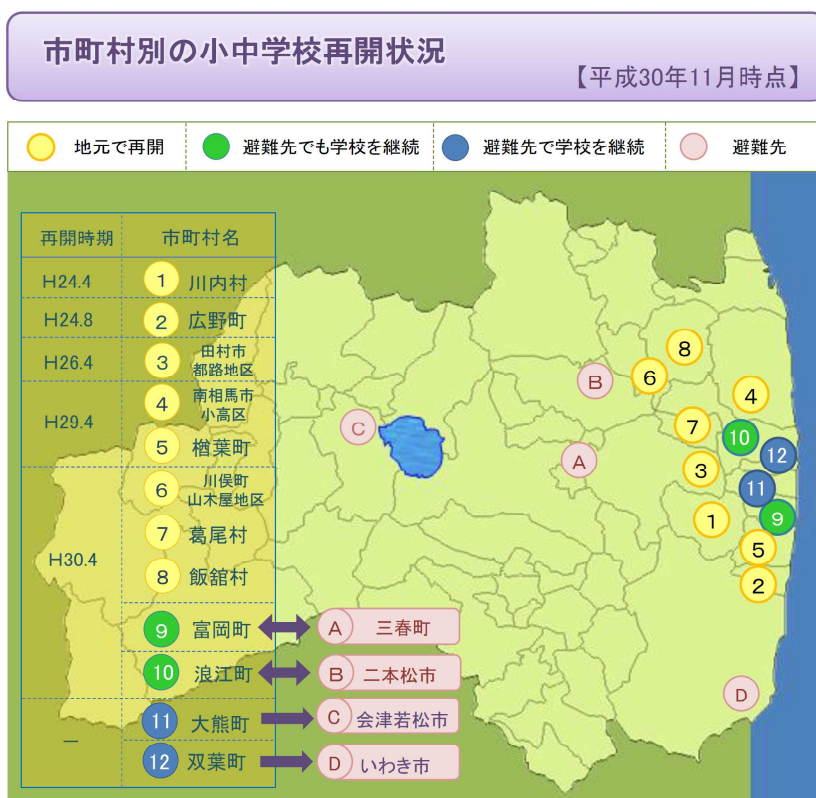 市町村別の小中学校再開状況
【平成30年11月時点】
地元で再開
避難先でも学校を継続
避難先で学校を継続
避難先
再開時期 市町村名
H24.4 1 川内村
H24.8 2 広野町
H26.4 3 田村市
都路地区
H29.4 4 南相馬市
小高区
5 楢葉町
H30.4 6 川俣町
山木屋地区
7 葛尾村
8 飯舘村
9 富岡町 A 三春町
10 浪江町 B 二本松市
― 11 大熊町 C 会津若松市
12 双葉町 D いわき市
8
B
6
4
C
7
10
A
12
3
11
1
9
5
2
D